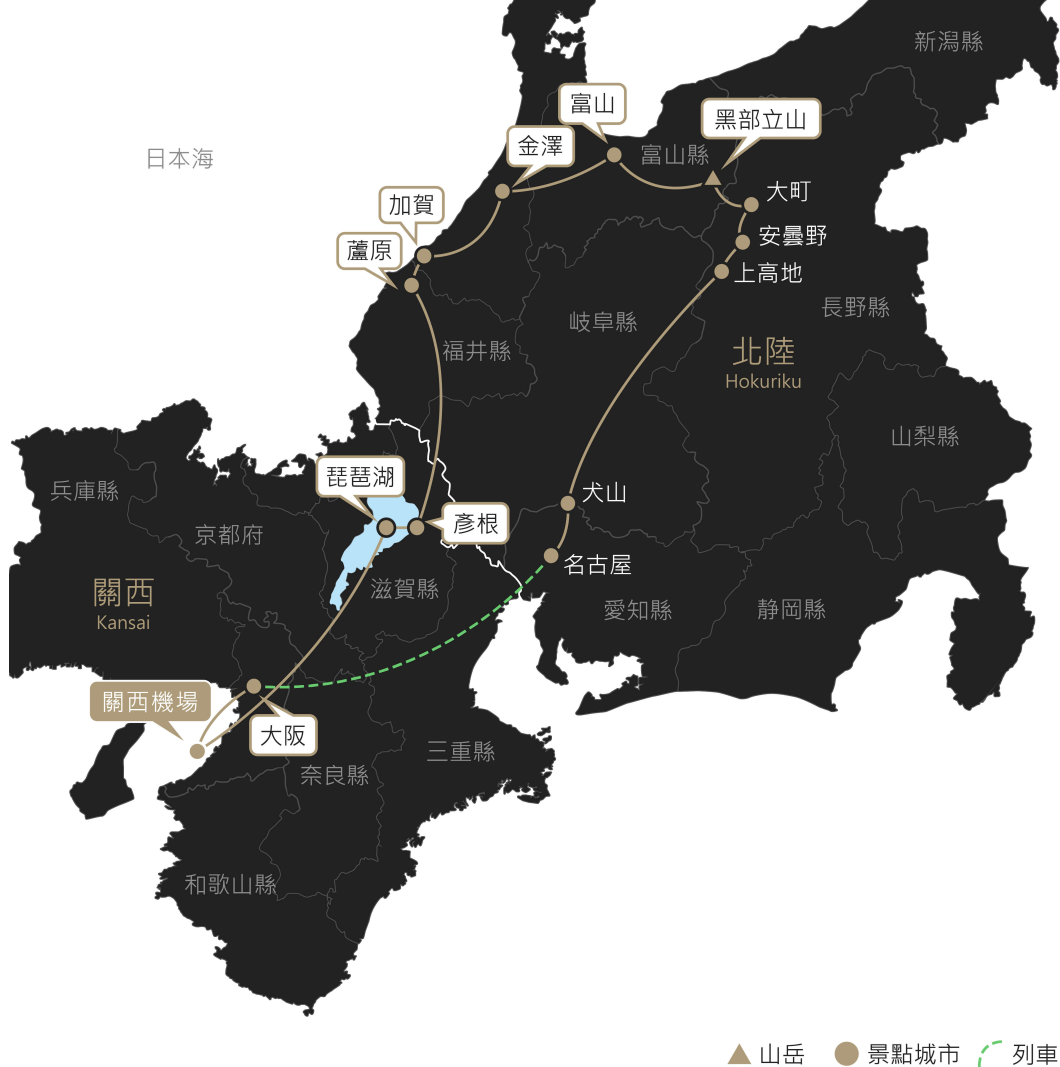 新潟縣
富山
黑部立山
金澤
日本海
富山縣
大町
加賀
安曇野
蘆原
上高地
長野縣
岐阜縣
福井縣
北陸
Hokuriku
山梨縣
琵琶湖
兵庫縣
犬山
彥根
京都府
名古屋
關西
Kansai
滋賀縣
愛知縣
静岡縣
關西機場
大阪
三重縣
奈良縣
和歌山縣
山岳
景點城市
列車